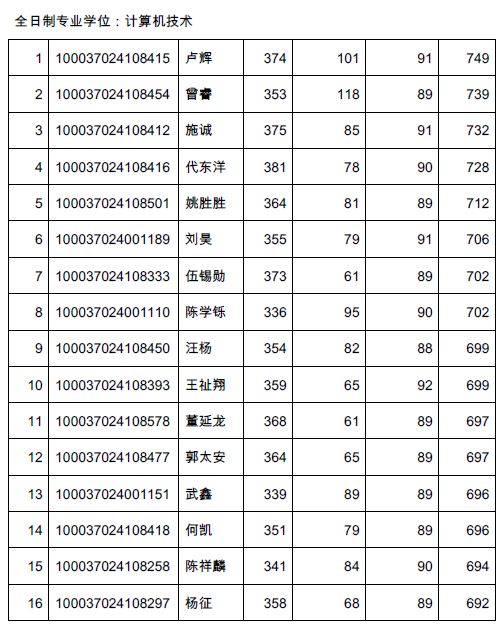 全日制专业学位：计算机技术
1 100037024108415 卢辉 374 101 91 749
2 100037024108454 曾睿 353 118 89 739
3 100037024108412 施诚 375 85 91 732
4 100037024108416 代东洋 381 78 90 728
5 100037024108501 姚胜胜 364 81 89 712
6 100037024001189 刘昊 355 79 91 706
7 100037024108333 伍锡勋 373 61 89 702
8 100037024001110 陈学铄 336 95 90 702
9 100037024108450 汪杨 354 82 88 699
10 100037024108393 王祉翔 359 65 92 699
11 100037024108578 董延龙 368 61 89 697
12 100037024108477 郭太安 364 65 89 697
13 100037024001151 武鑫 339 89 89 696
14 100037024108418 何凯 351 79 89 696
15 100037024108258 陈祥麟 341 84 90 694
16 100037024108297 杨征 358 68 89 692